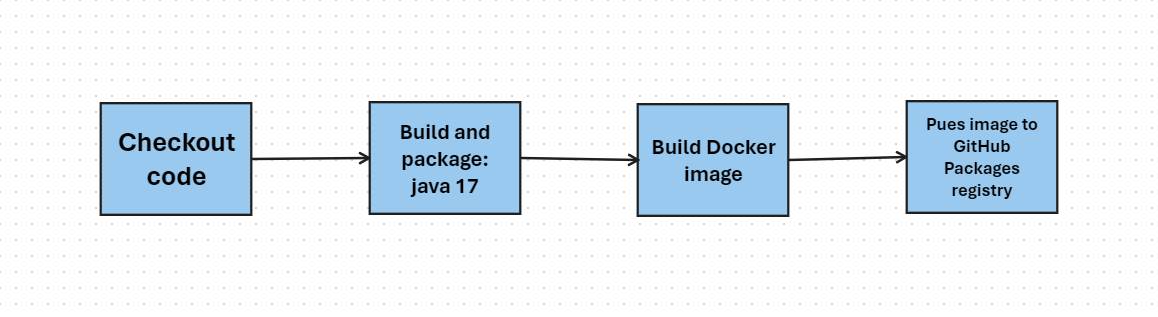 Checkout
code
Build and
package:
java 17
Build Docker
image
Pues image to
GitHub
Packages
registry